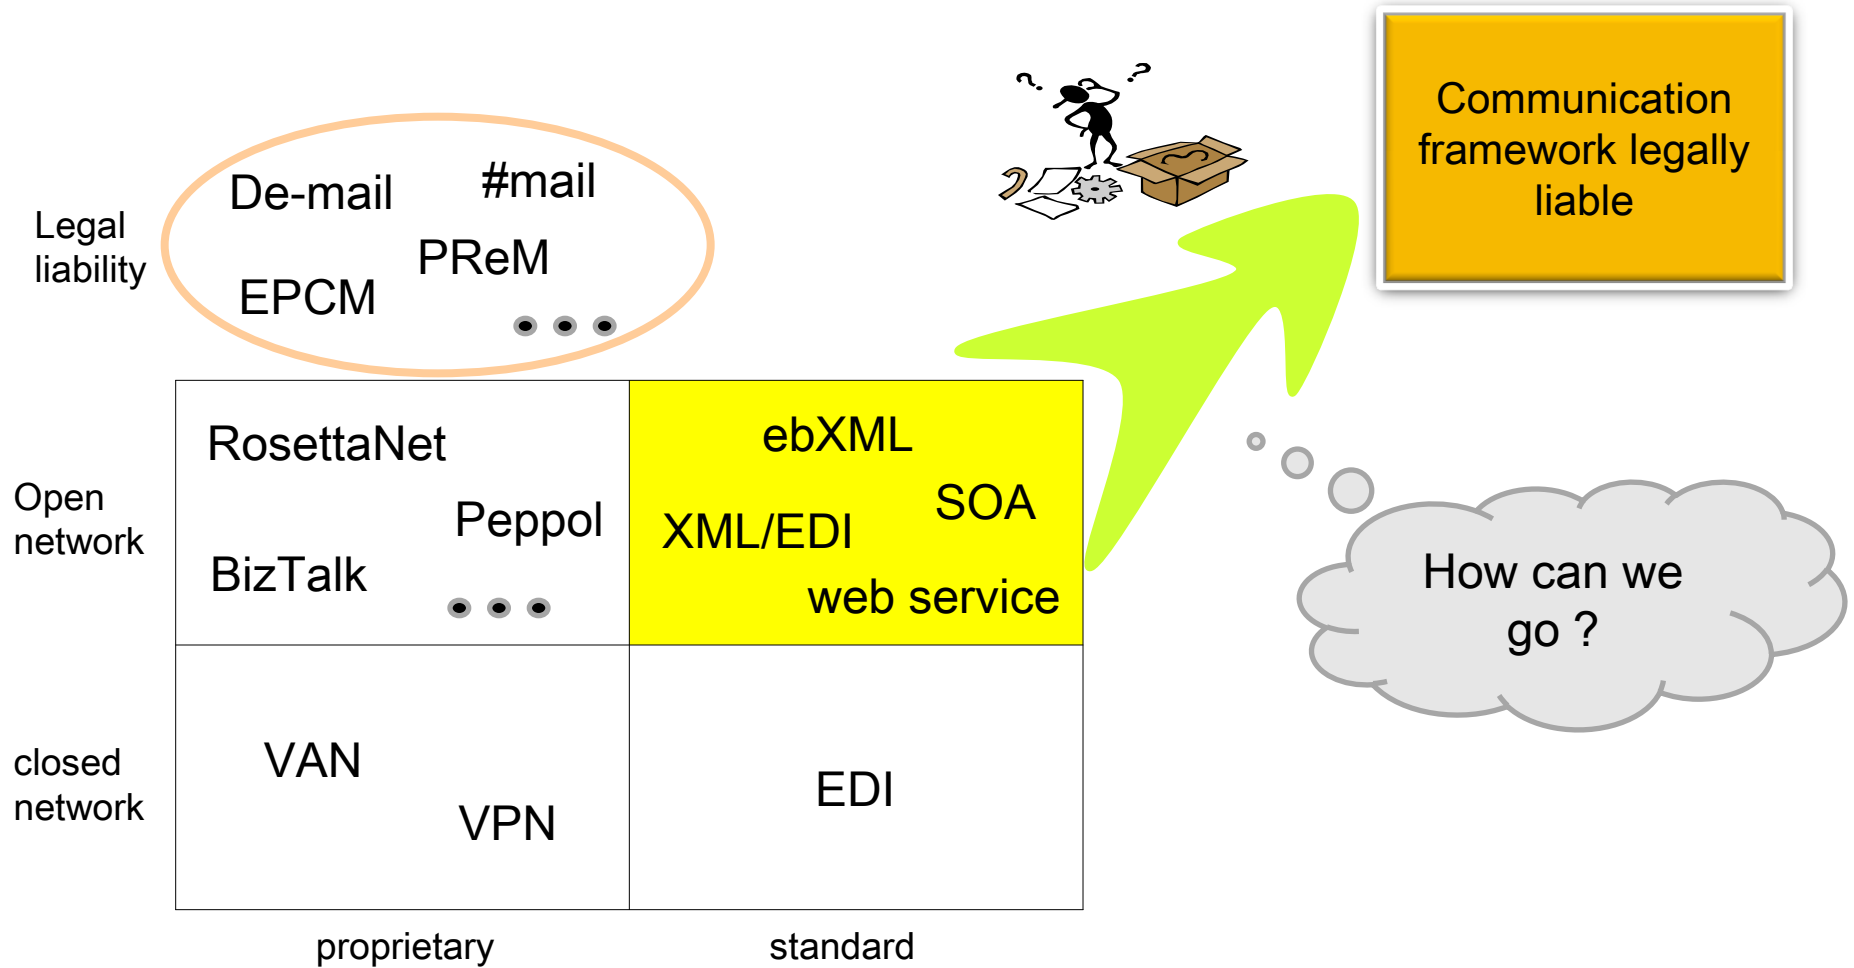 Communication
framework legally
liable
Legal
liability
De-mail
#mail
PReM
EPCM
Open
network
RosettaNet
Peppol
BizTalk
ebXML
SOA
XML/EDI
web service
How can we
go ?
closed
network
VAN
VPN
EDI
proprietary
standard